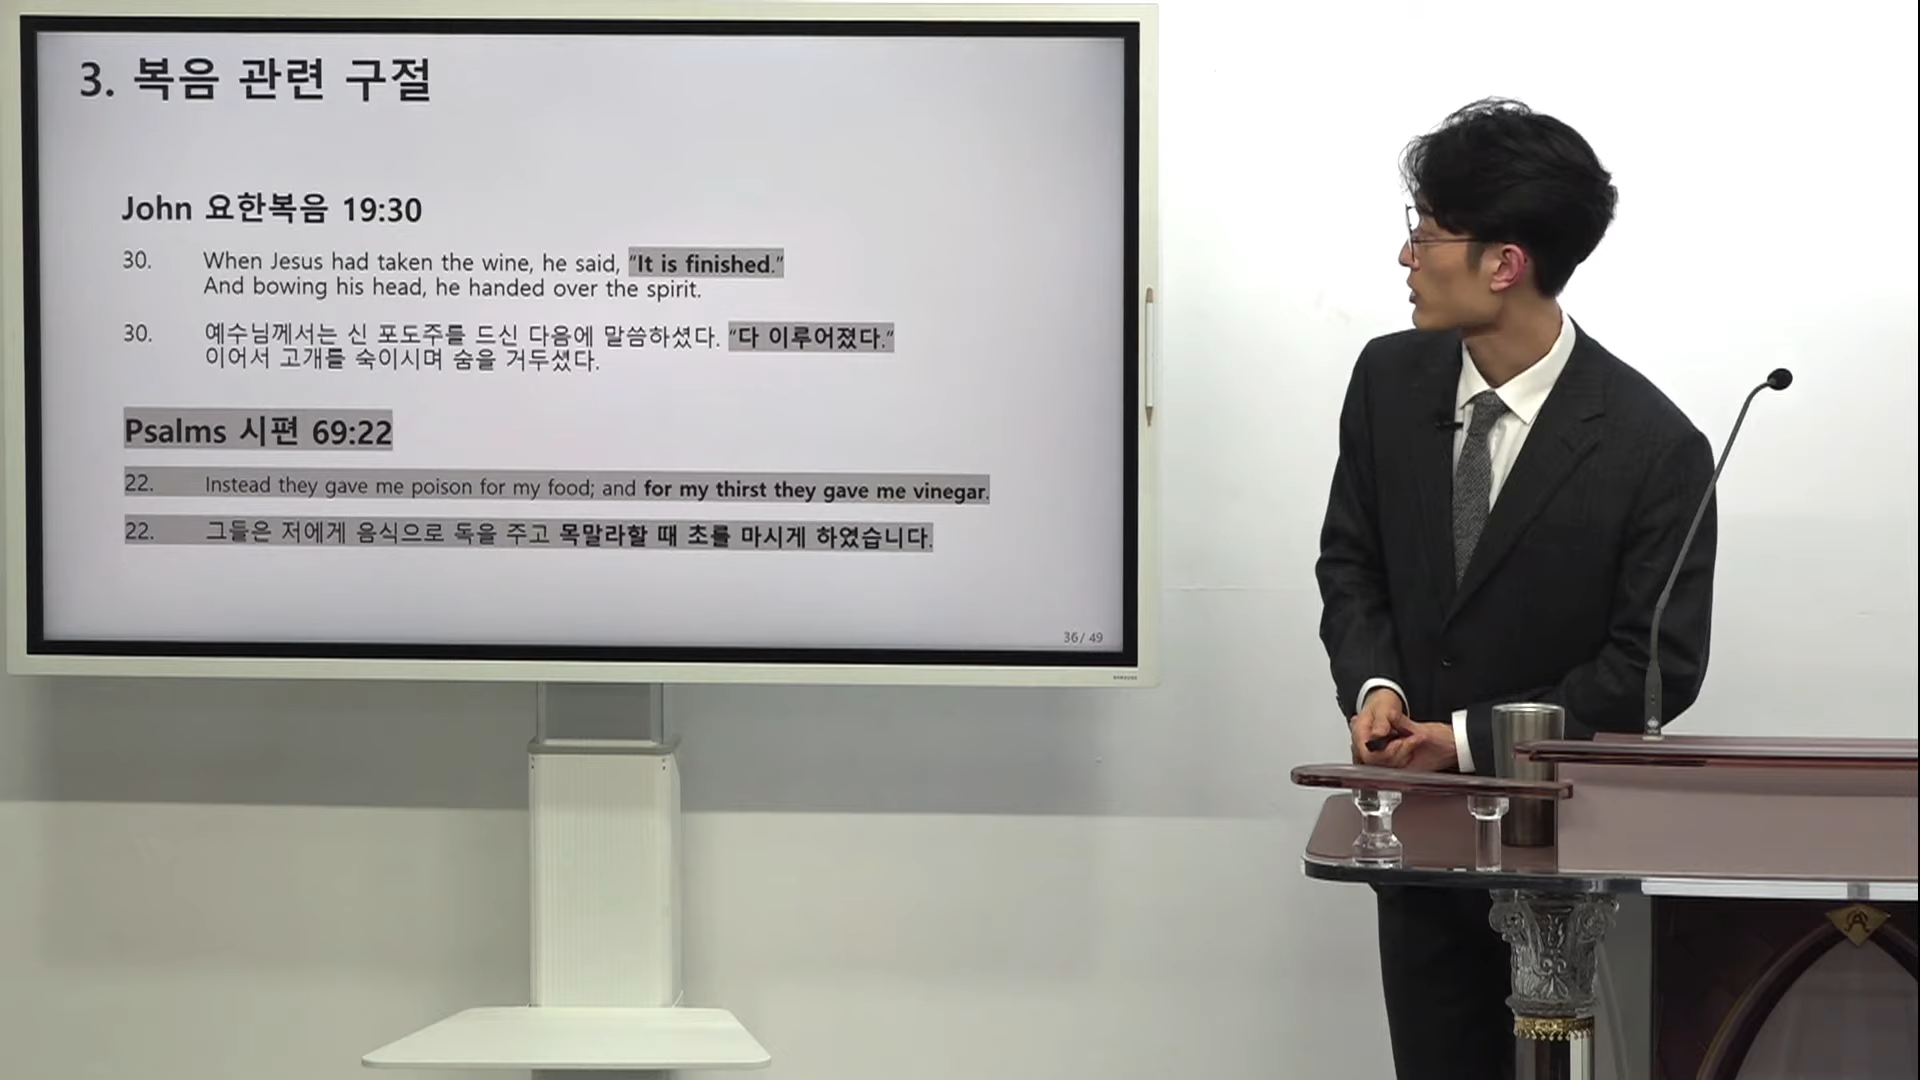 3. 복음 관련 구절
John 요한복음 19:30
30. When Jesus had taken the wine, he said, “It is finished.”
And bowing his head, he handed over the spirit.
30. 예수님께서는 신 포도주를 드신 다음에 말씀하셨다. “다 이루어졌다.”
이어서 고개를 숙이시며 숨을 거두셨다.
Psalms 시편 69:22
22. Instead they gave me poison for my food; and for my thirst they gave me vinegar.
22. 그들은 저에게 음식으로 독을 주고 목말라할 때 초를 마시게 하였습니다.
36/ 49
SAMSUNG